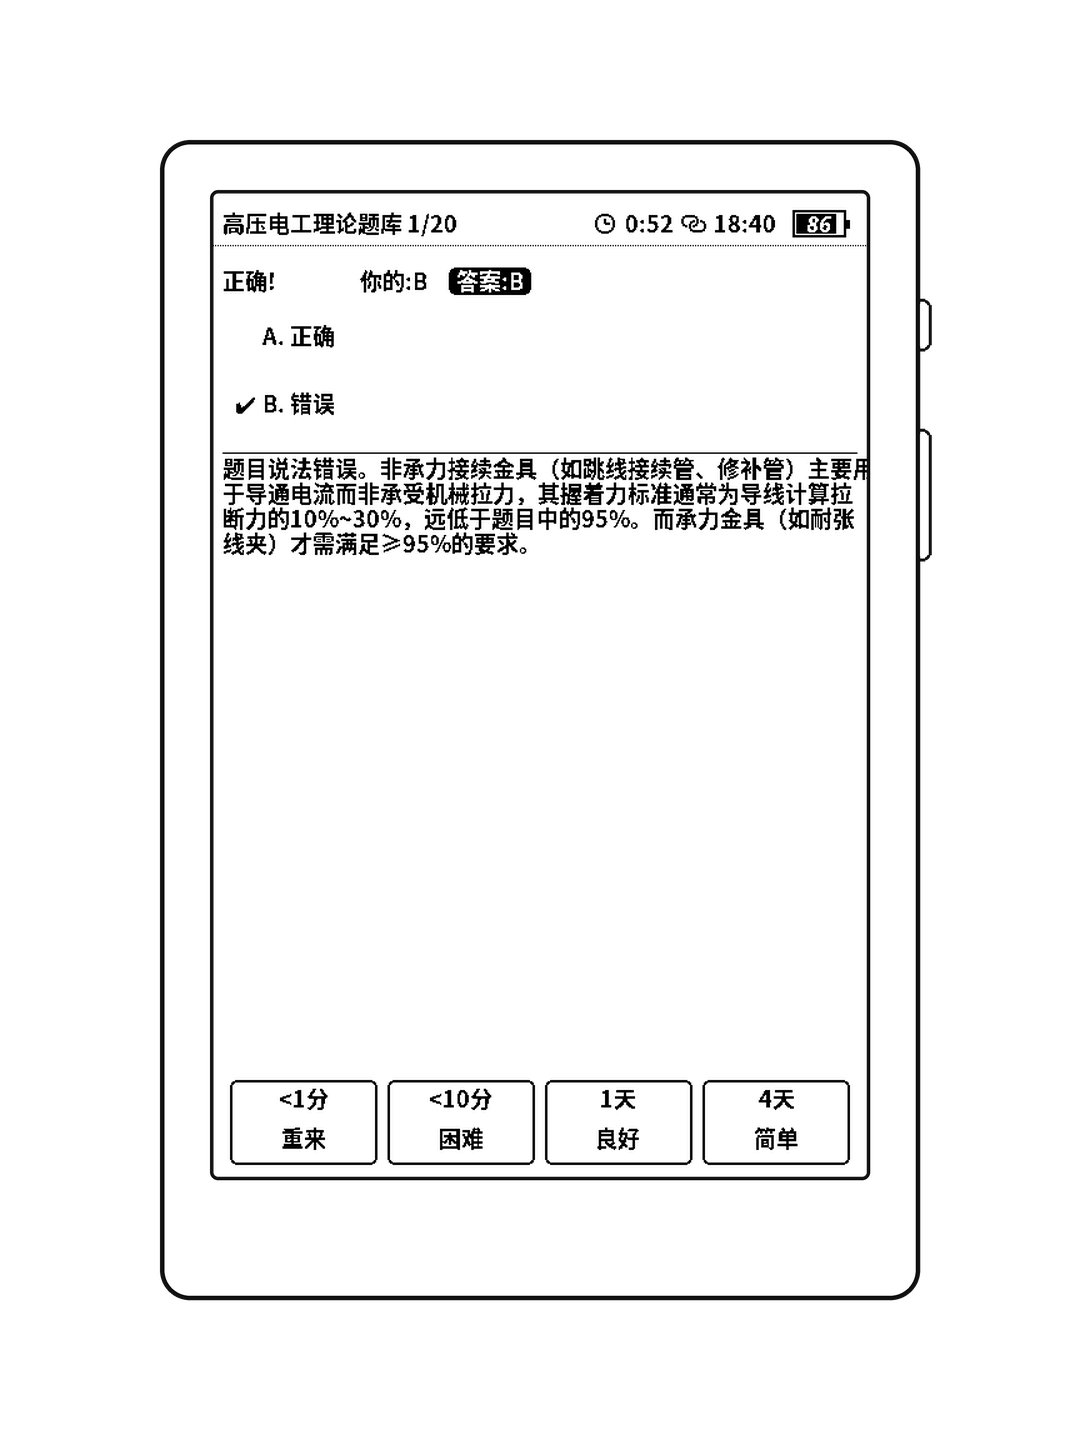 高压电工理论题库 1/20 0:52 18:40 86
正确! 你的:B 答案:B
A. 正确
✔ B. 错误
题目说法错误。非承力接续金具（如跳线接续管、修补管）主要用
于导通电流而非承受机械拉力，其握着力标准通常为导线计算拉
断力的10%~30%，远低于题目中的95%。而承力金具（如耐张
线夹）才需满足≥95%的要求。
<1分 <10分 1天 4天
重来 困难 良好 简单